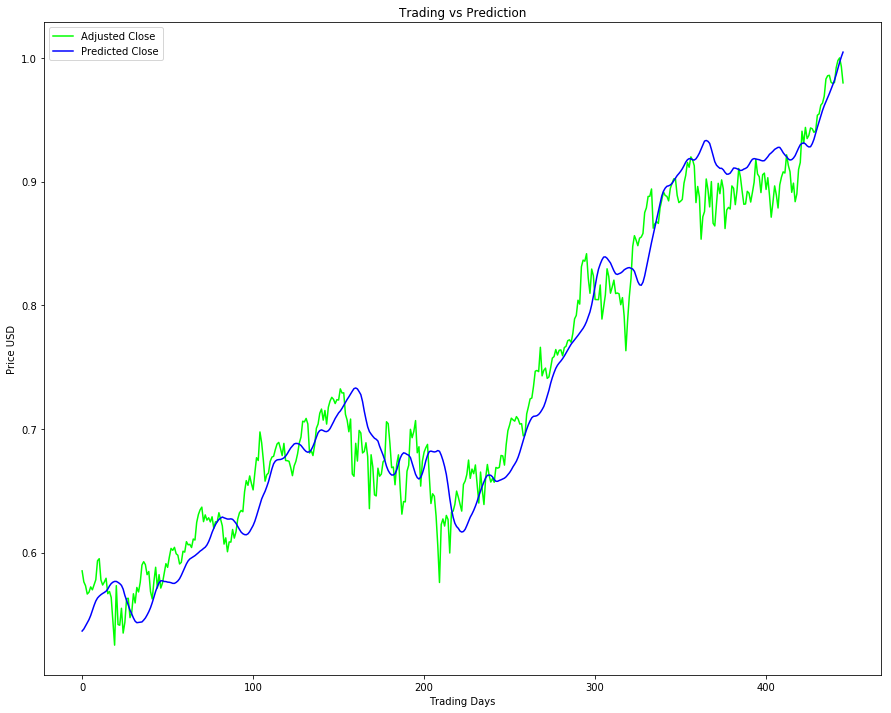 Trading vs Prediction
Adjusted Close
Predicted Close
1.0
0.9
0.8
0.7
0.6
Price USD
0 100 200 300 400
Trading Days